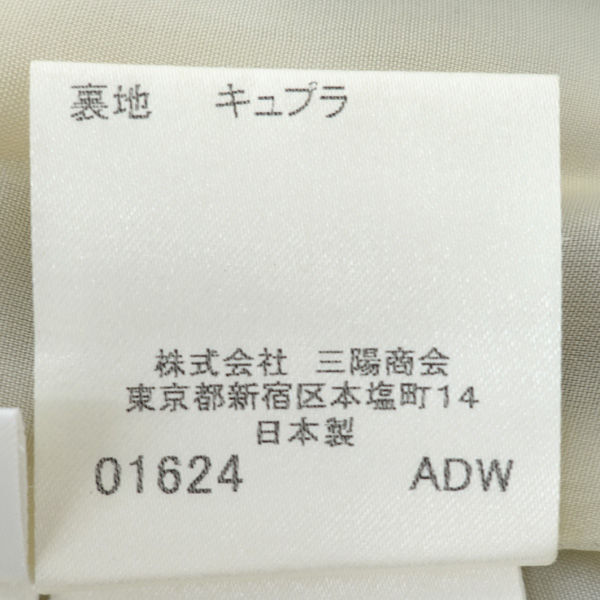 裏地　キュプラ
株式会社　三陽商会
東京都新宿区本塩町14
日本製
01624　ADW